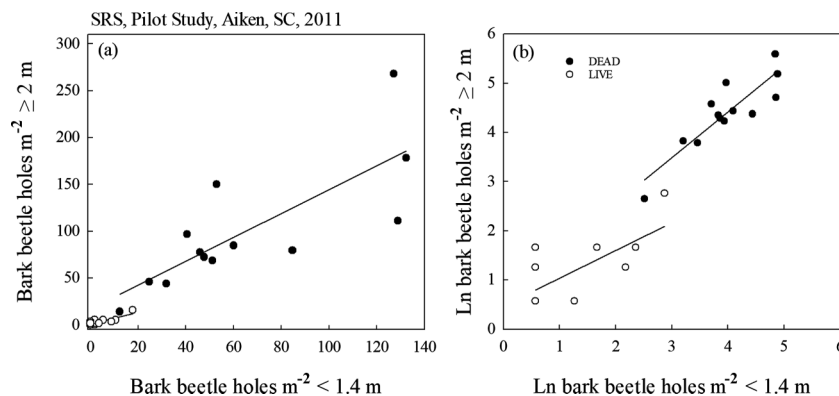 SRS, Pilot Study, Aiken, SC, 2011
(a)
Bark beetle holes m⁻² ≥ 2 m
300
250
200
150
100
50
0
0 20 40 60 80 100 120 140
Bark beetle holes m⁻² < 1.4 m
(b)
DEAD
LIVE
Ln bark beetle holes m⁻² ≥ 2 m
6
5
4
3
2
1
0
0 1 2 3 4 5 6
Ln bark beetle holes m⁻² < 1.4 m